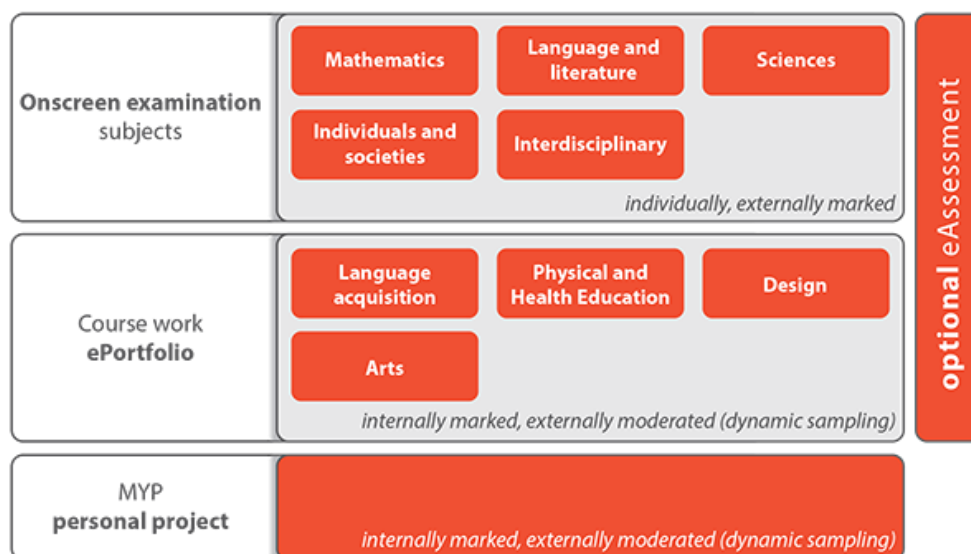 Onscreen examination
subjects
Mathematics
Language and
literature
Sciences
Individuals and
societies
Interdisciplinary
individually, externally marked
Course work
ePortfolio
Language
acquisition
Physical and
Health Education
Design
Arts
internally marked, externally moderated (dynamic sampling)
MYP
personal project
internally marked, externally moderated (dynamic sampling)
optional eAssessment